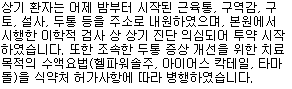 상기 환자는 어제 밤부터 시작된 근육통, 구역감, 구
토, 설사, 두통 등을 주소로 내원하였으며, 본원에서
시행한 이학적 검사 상 상기 진단 의심되어 투약 시작
하였습니다. 또한 조속한 두통 증상 개선을 위한 치료
목적의 수액요법(헬파워솔주, 아이어스 칵테일, 타마
돌)을 식약처 허가사항에 따라 병행하였습니다.